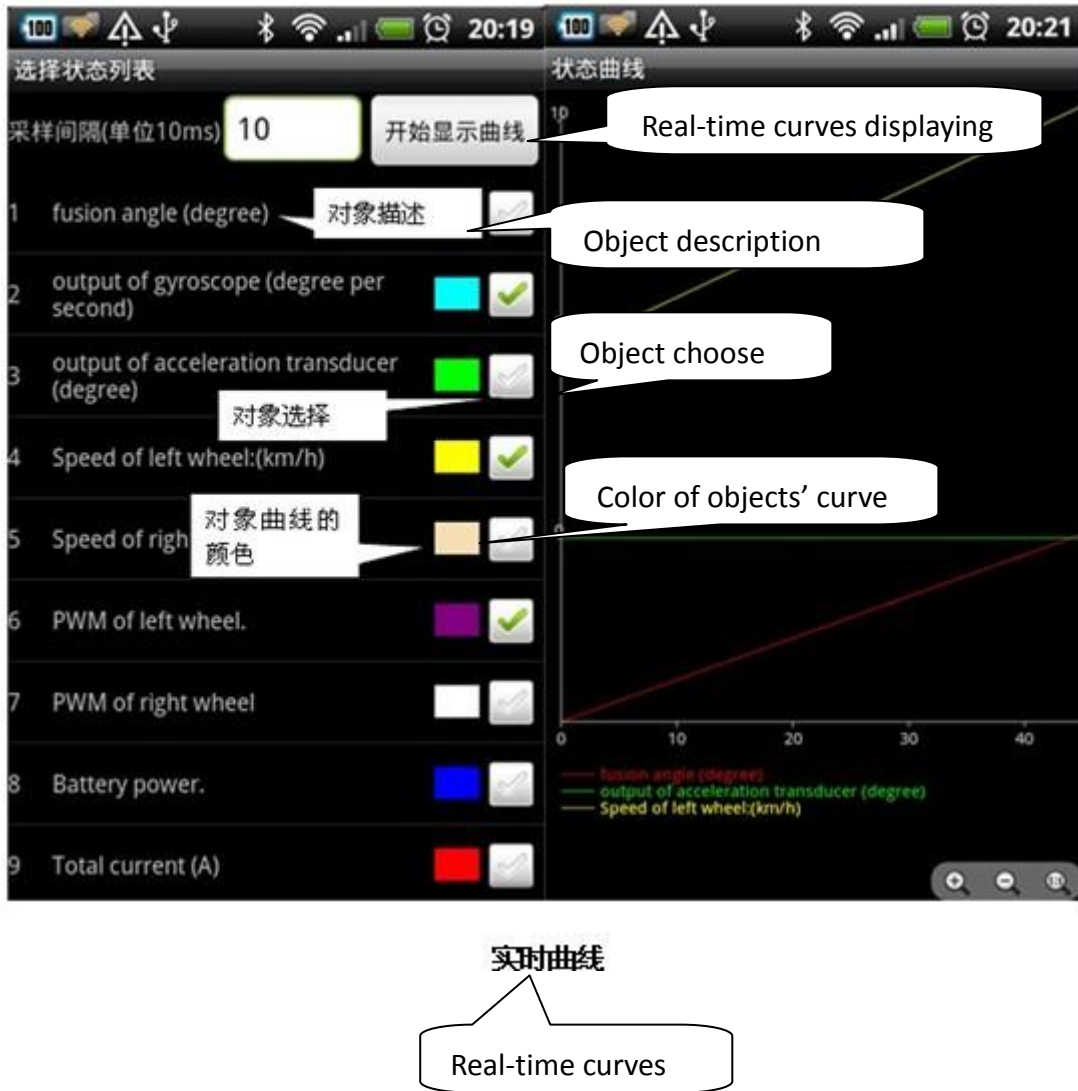 100
20:19
选择状态列表
采样间隔(单位10ms)
10
开始显示曲线
1 fusion angle (degree)
对象描述
2 output of gyroscope (degree per
second)
3 output of acceleration transducer
(degree)
对象选择
4 Speed of left wheel:(km/h)
对象曲线的
颜色
5 Speed of righ
6 PWM of left wheel.
7 PWM of right wheel
8 Battery power.
9 Total current (A)
100
20:21
状态曲线
10
Real-time curves displaying
Object description
Object choose
Color of objects’ curve
0
0 10 20 30 40
fusion angle (degree)
output of acceleration transducer (degree)
Speed of left wheel:(km/h)
实时曲线
Real-time curves